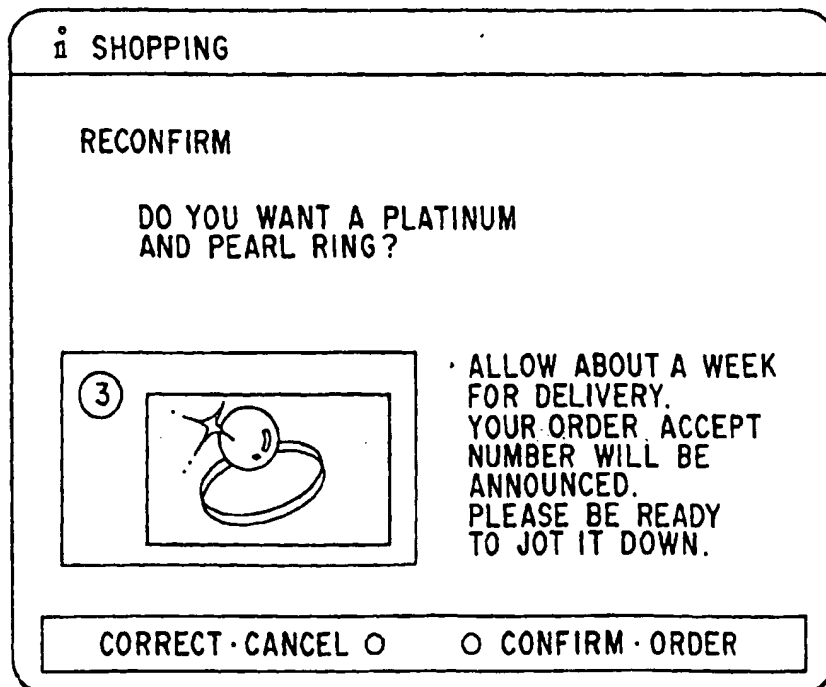 i SHOPPING
RECONFIRM
DO YOU WANT A PLATINUM
AND PEARL RING?
3
· ALLOW ABOUT A WEEK
FOR DELIVERY.
YOUR ORDER ACCEPT
NUMBER WILL BE
ANNOUNCED.
PLEASE BE READY
TO JOT IT DOWN.
CORRECT · CANCEL O O CONFIRM · ORDER